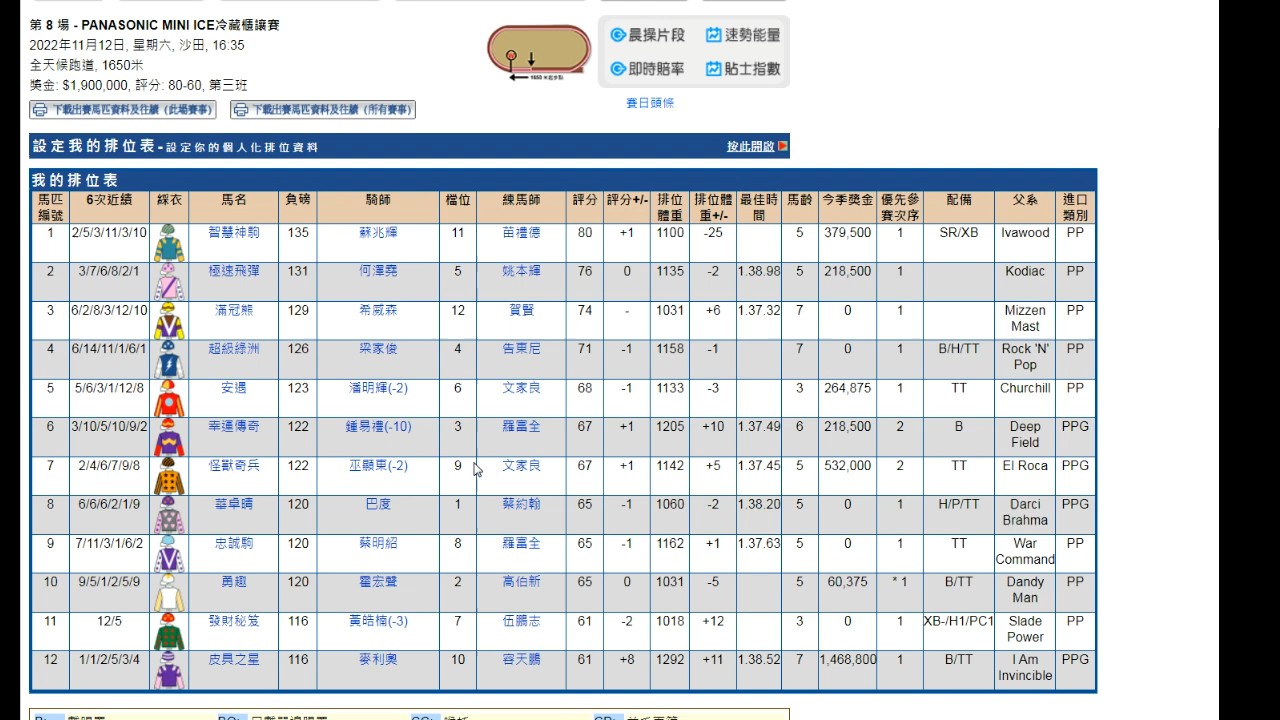 第 8 場 - PANASONIC MINI ICE冷藏櫃讓賽
2022年11月12日, 星期六, 沙田, 16:35
全天候跑道, 1650米
獎金: $1,900,000, 評分: 80-60, 第三班
晨操片段 速勢能量
即時賠率 貼士指數
賽日頭條
下載出賽馬匹資料及往績 (此場賽事) 下載出賽馬匹資料及往績 (所有賽事)
設定我的排位表 - 設定你的個人化排位資料 按此開啟
我的排位表
馬匹編號 6次近績 綵衣 馬名 負磅 騎師 檔位 練馬師 評分 評分+/- 排位體重 排位體重+/- 最佳時間 馬齡 今季獎金 優先參賽次序 配備 父系 進口類別
1 2/5/3/11/3/10 智慧神駒 135 蘇兆輝 11 苗禮德 80 +1 1100 -25 5 379,500 1 SR/XB Ivawood PP
2 3/7/6/8/2/1 極速飛彈 131 何澤堯 5 姚本輝 76 0 1135 -2 1.38.98 5 218,500 1 Kodiac PP
3 6/2/8/3/12/10 滿冠熊 129 希威森 12 賀賢 74 - 1031 +6 1.37.32 7 0 1 Mizzen Mast PP
4 6/14/11/1/6/1 超級綠洲 126 梁家俊 4 告東尼 71 -1 1158 -1 7 0 1 B/H/TT Rock 'N' Pop PP
5 5/6/3/1/12/8 安遇 123 潘明輝(-2) 6 文家良 68 -1 1133 -3 3 264,875 1 TT Churchill PP
6 3/10/5/10/9/2 幸運傳奇 122 鍾易禮(-10) 3 羅富全 67 +1 1205 +10 1.37.49 6 218,500 2 B Deep Field PPG
7 2/4/6/7/9/8 怪獸奇兵 122 巫顯東(-2) 9 文家良 67 +1 1142 +5 1.37.45 5 532,000 2 TT El Roca PPG
8 6/6/6/2/1/9 華卓晴 120 巴度 1 蔡約翰 65 -1 1060 -2 1.38.20 5 0 1 H/P/TT Darci Brahma PPG
9 7/11/3/1/6/2 忠誠駒 120 蔡明紹 8 羅富全 65 -1 1162 +1 1.37.63 5 0 1 TT War Command PP
10 9/5/1/2/5/9 勇趣 120 霍宏聲 2 高伯新 65 0 1031 -5 5 60,375 * 1 B/TT Dandy Man PP
11 12/5 發財秘笈 116 黃皓楠(-3) 7 伍鵬志 61 -2 1018 +12 3 0 1 XB-/H1/PC1 Slade Power PP
12 1/1/2/5/3/4 皮具之星 116 麥利奧 10 容天鵬 61 +8 1292 +11 1.38.52 7 1,468,800 1 B/TT I Am Invincible PPG